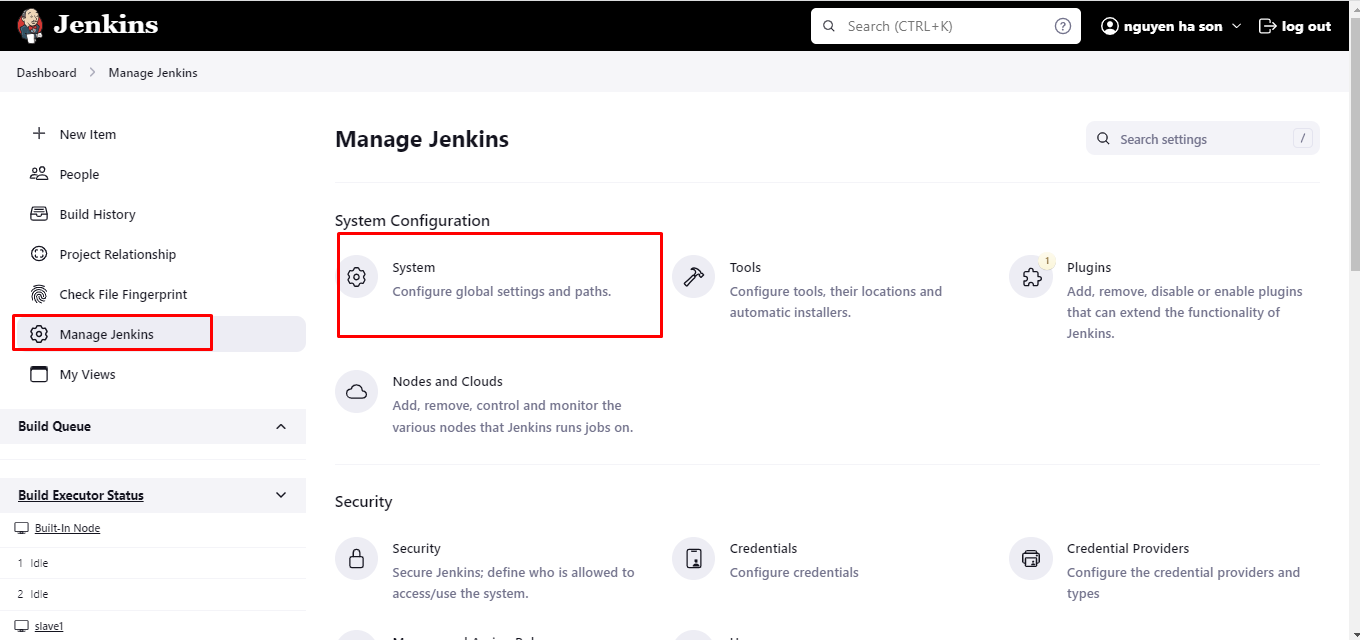 Jenkins
Search (CTRL+K)
?
nguyen ha son
log out
Dashboard
Manage Jenkins
New Item
People
Build History
Project Relationship
Check File Fingerprint
Manage Jenkins
My Views
Build Queue
Build Executor Status
Built-In Node
1 Idle
2 Idle
slave1
Manage Jenkins
Search settings
/
System Configuration
System
Configure global settings and paths.
Tools
Configure tools, their locations and
automatic installers.
1
Plugins
Add, remove, disable or enable plugins
that can extend the functionality of
Jenkins.
Nodes and Clouds
Add, remove, control and monitor the
various nodes that Jenkins runs jobs on.
Security
Security
Secure Jenkins; define who is allowed to
access/use the system.
Credentials
Configure credentials
Credential Providers
Configure the credential providers and
types